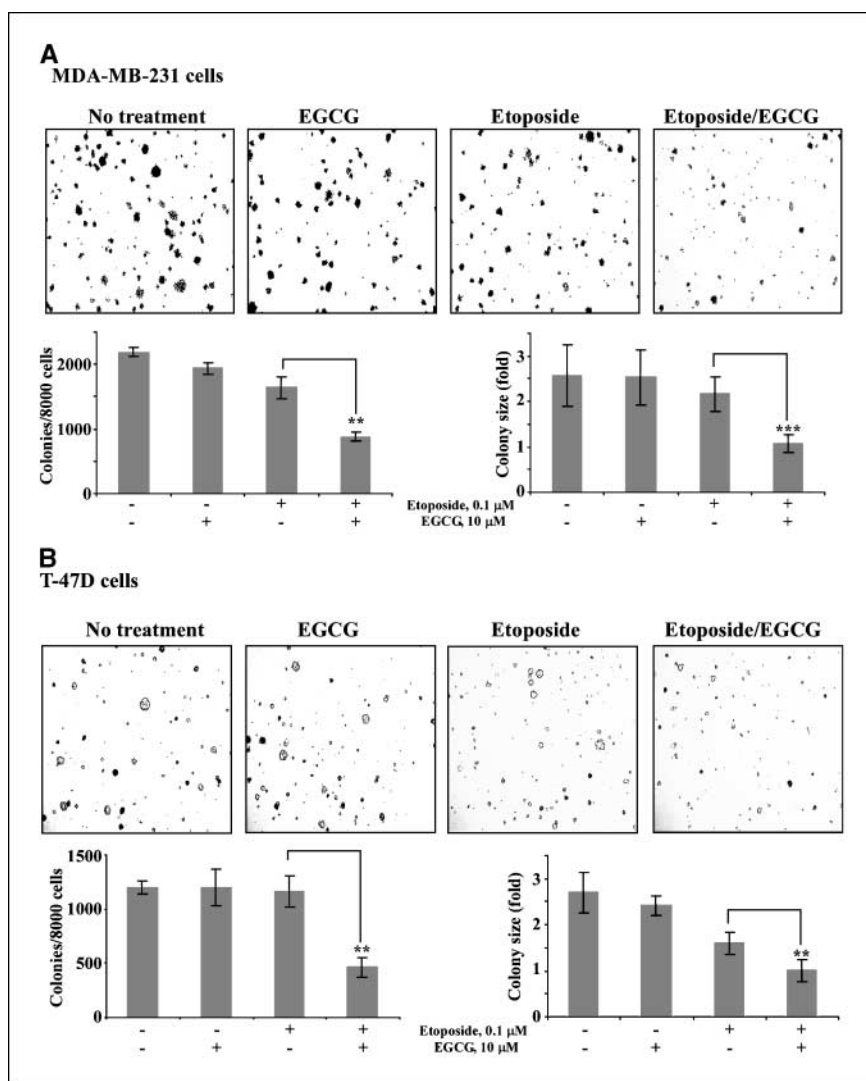 A
MDA-MB-231 cells
No treatment EGCG Etoposide Etoposide/EGCG
Colonies/8000 cells
2000
1000
0
**
- - + +
- + - +
Etoposide, 0.1 µM
EGCG, 10 µM
Colony size (fold)
3
2
1
0
***
- - + +
- + - +
B
T-47D cells
No treatment EGCG Etoposide Etoposide/EGCG
Colonies/8000 cells
1500
1000
500
0
**
- - + +
- + - +
Etoposide, 0.1 µM
EGCG, 10 µM
Colony size (fold)
3
2
1
0
**
- - + +
- + - +